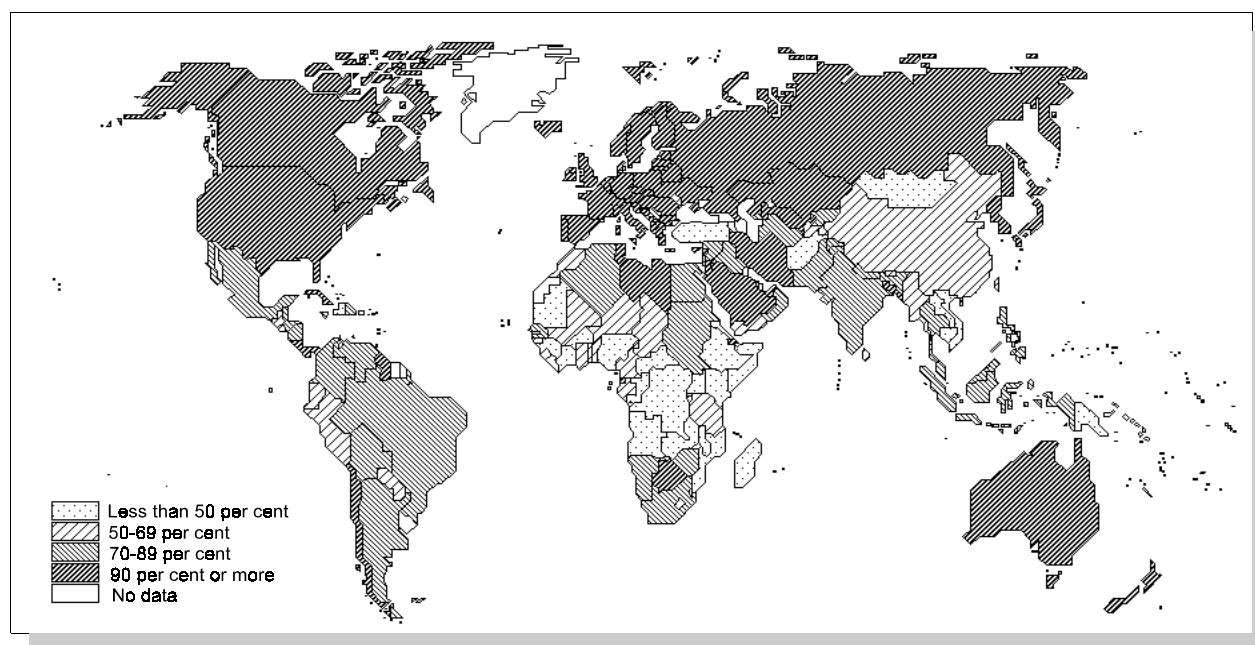 Less than 50 per cent
50-69 per cent
70-89 per cent
90 per cent or more
No data